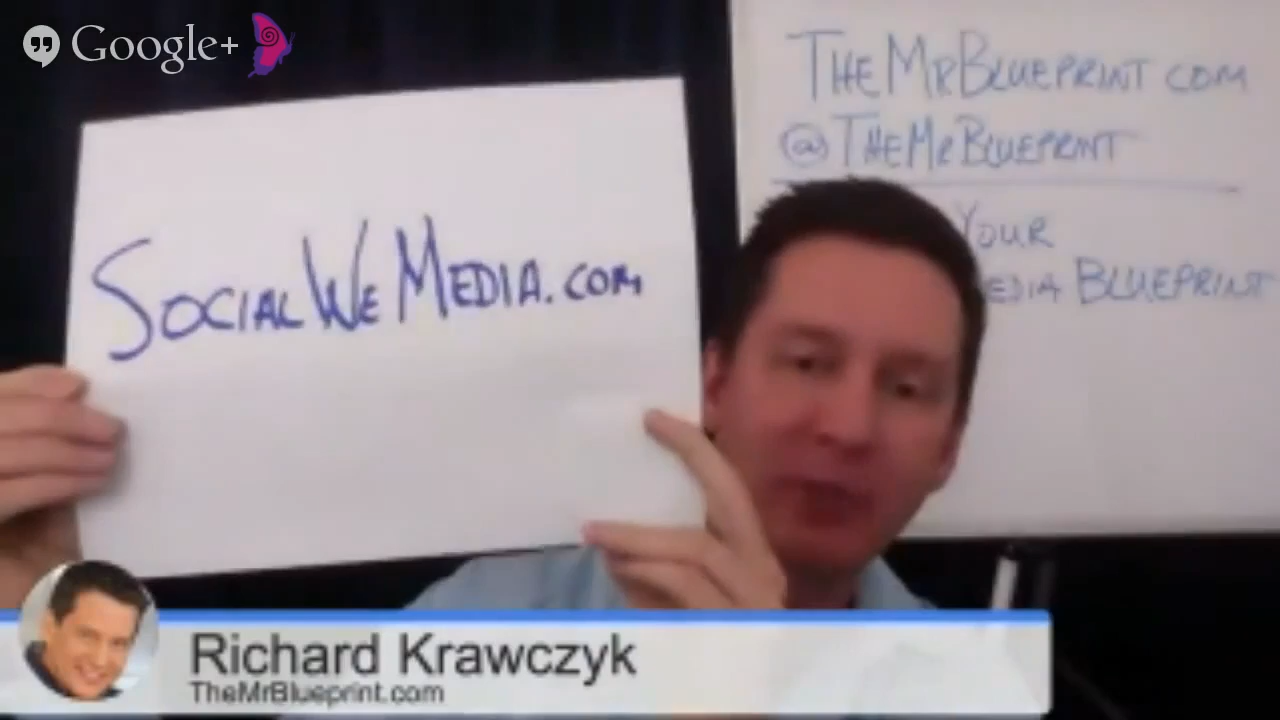 Google+
TheMrBlueprint com
@TheMrBlueprint
Your
Blueprint
SocialWeMedia.com
Richard Krawczyk
TheMrBlueprint.com